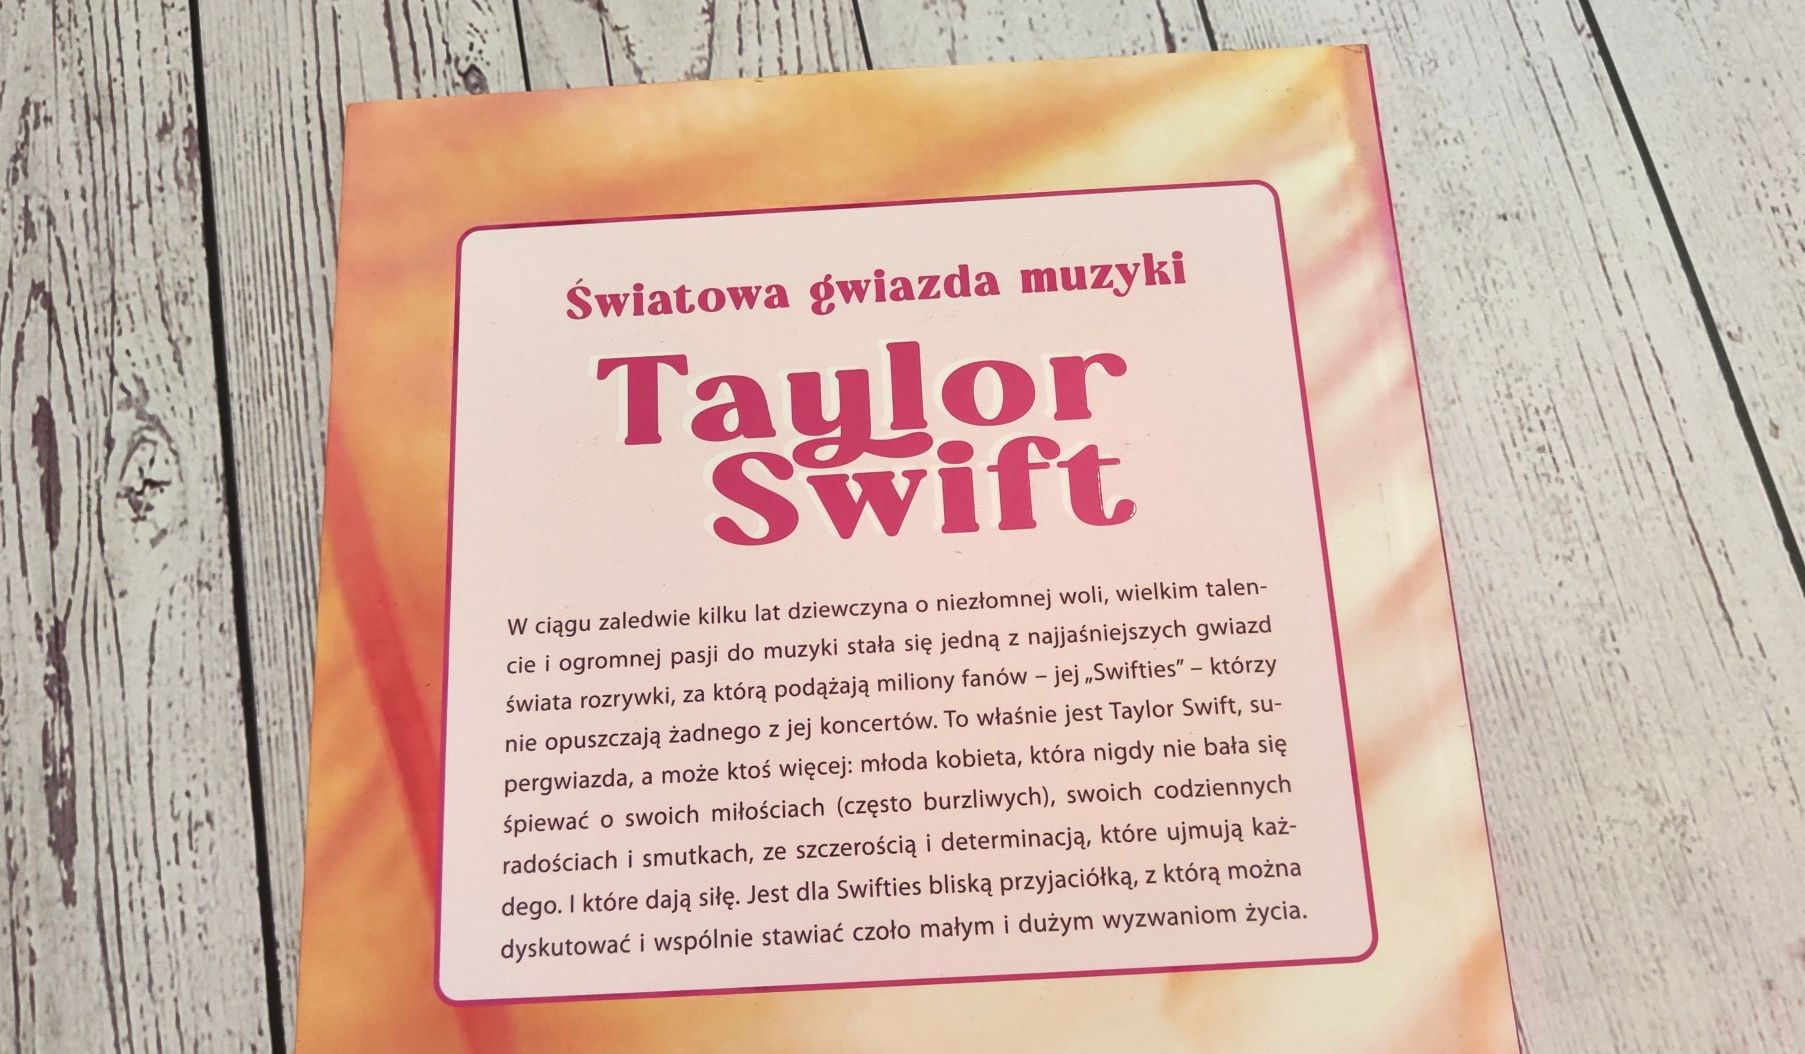 Światowa gwiazda muzyki
Taylor
Swift
W ciągu zaledwie kilku lat dziewczyna o niezłomnej woli, wielkim talen-
cie i ogromnej pasji do muzyki stała się jedną z najjaśniejszych gwiazd
świata rozrywki, za którą podążają miliony fanów – jej „Swifties” – którzy
nie opuszczają żadnego z jej koncertów. To właśnie jest Taylor Swift, su-
pergwiazda, a może ktoś więcej: młoda kobieta, która nigdy nie bała się
śpiewać o swoich miłościach (często burzliwych), swoich codziennych
radościach i smutkach, ze szczerością i determinacją, które ujmują każ-
dego. I które dają siłę. Jest dla Swifties bliską przyjaciółką, z którą można
dyskutować i wspólnie stawiać czoło małym i dużym wyzwaniom życia.